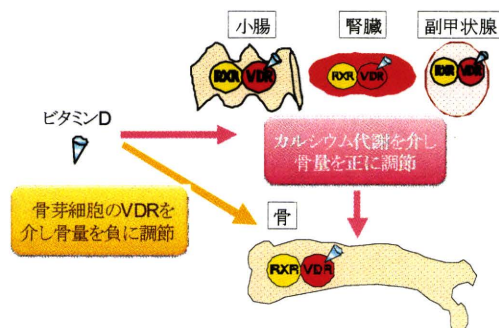 小腸
腎臓
副甲状腺
RXR VDR
RXR VDR
RXR VDR
ビタミンD
カルシウム代謝を介し
骨量を正に調節
骨芽細胞のVDRを
介し骨量を負に調節
骨
RXR VDR